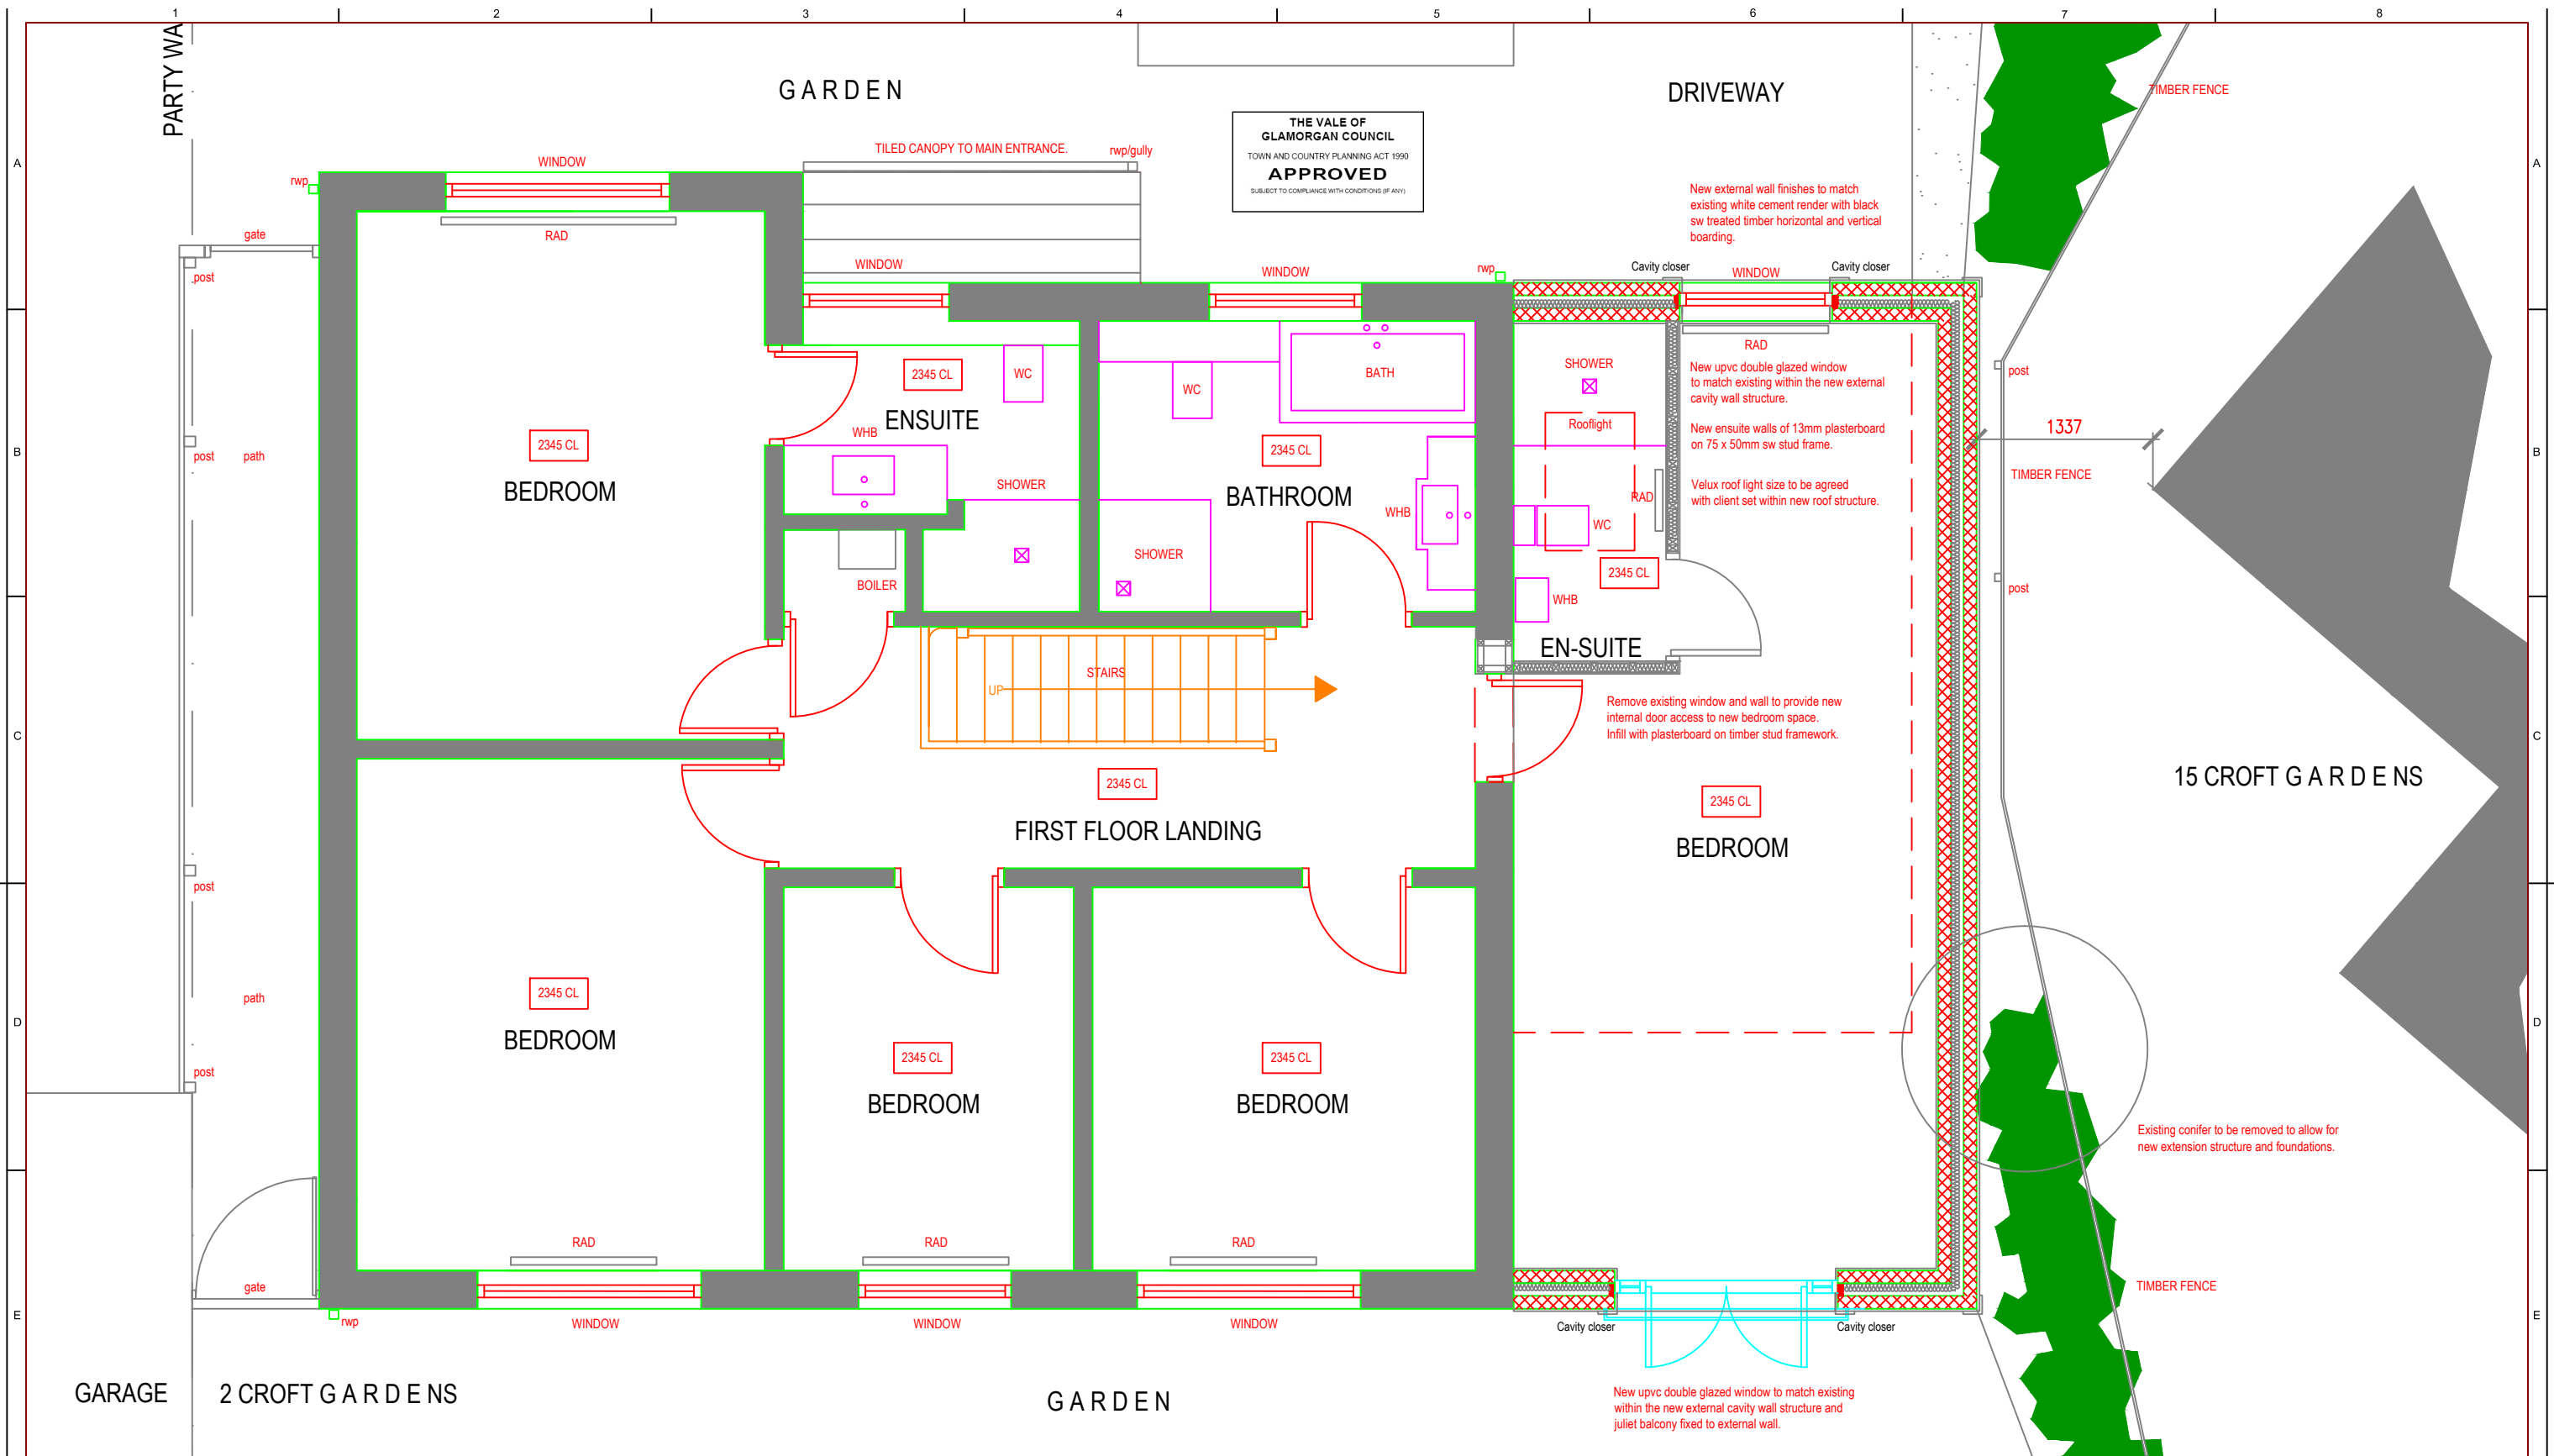 1 2 3 4 5 6 7 8
PARTY WA
G A R D E N
DRIVEWAY
TIMBER FENCE
THE VALE OF
GLAMORGAN COUNCIL
TOWN AND COUNTRY PLANNING ACT 1990
APPROVED
SUBJECT TO COMPLIANCE WITH CONDITIONS (IF ANY)
A
A
WINDOW
TILED CANOPY TO MAIN ENTRANCE.
rwp/gully
rwp
New external wall finishes to match
existing white cement render with black
sw treated timber horizontal and vertical
boarding.
gate
RAD
post
WINDOW
WINDOW
rwp
Cavity closer
WINDOW
Cavity closer
RAD
SHOWER
New upvc double glazed window
to match existing within the new external
cavity wall structure.
post
2345 CL
WC
WC
BATH
ENSUITE
Rooflight
New ensuite walls of 13mm plasterboard
on 75 x 50mm sw stud frame.
1337
B
B
post
path
2345 CL
WHB
2345 CL
BEDROOM
SHOWER
BATHROOM
RAD
Velux roof light size to be agreed
with client set within new roof structure.
TIMBER FENCE
WHB
WC
SHOWER
BOILER
2345 CL
post
WHB
EN-SUITE
STAIRS
UP
Remove existing window and wall to provide new
internal door access to new bedroom space.
Infill with plasterboard on timber stud framework.
C
C
15 CROFT G A R D E NS
2345 CL
2345 CL
FIRST FLOOR LANDING
BEDROOM
post
path
2345 CL
BEDROOM
D
D
2345 CL
2345 CL
post
BEDROOM
BEDROOM
Existing conifer to be removed to allow for
new extension structure and foundations.
RAD
RAD
RAD
gate
TIMBER FENCE
E
E
rwp
WINDOW
WINDOW
WINDOW
Cavity closer
Cavity closer
GARAGE
2 CROFT G A R D E N S
G A R D E N
New upvc double glazed window to match existing
within the new external cavity wall structure and
juliet balcony fixed to external wall.